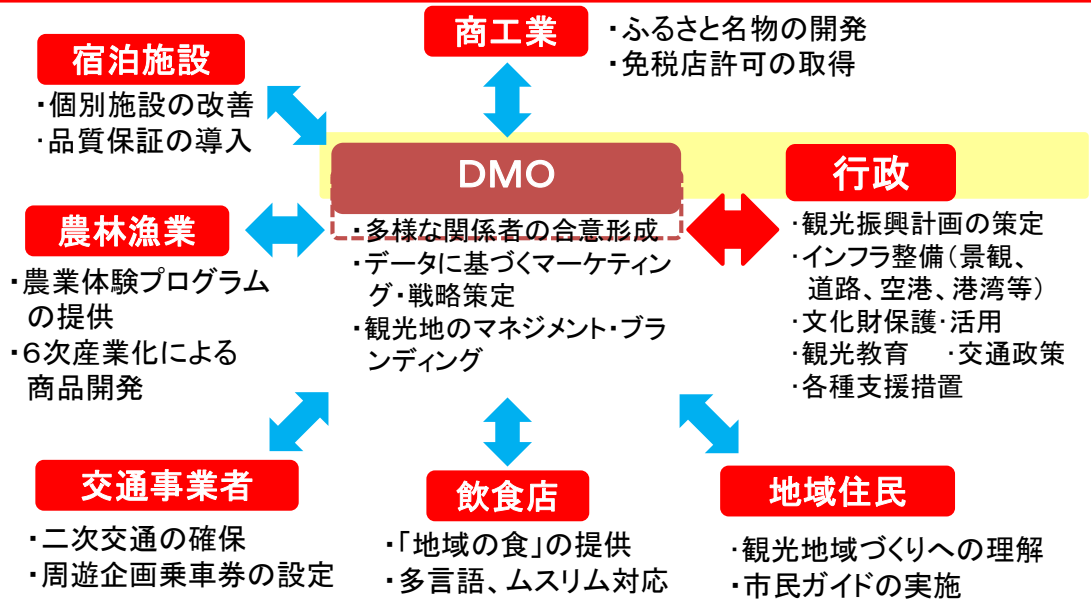 商工業
・ふるさと名物の開発
・免税店許可の取得
宿泊施設
・個別施設の改善
・品質保証の導入
DMO
・多様な関係者の合意形成
・データに基づくマーケティン
グ・戦略策定
・観光地のマネジメント・ブラ
ンディング
行政
・観光振興計画の策定
・インフラ整備(景観、
道路、空港、港湾等)
・文化財保護・活用
・観光教育 ・交通政策
・各種支援措置
農林漁業
・農業体験プログラム
の提供
・６次産業化による
商品開発
交通事業者
・二次交通の確保
・周遊企画乗車券の設定
飲食店
・「地域の食」の提供
・多言語、ムスリム対応
地域住民
・観光地域づくりへの理解
・市民ガイドの実施